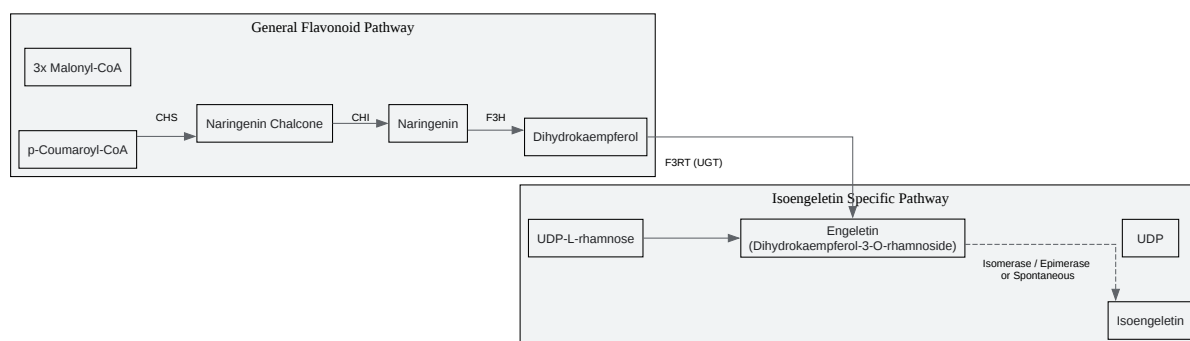 General Flavonoid Pathway
3x Malonyl-CoA
p-Coumaroyl-CoA
CHS
Naringenin Chalcone
CHI
Naringenin
F3H
Dihydrokaempferol
F3RT (UGT)
Isoengeletin Specific Pathway
UDP-L-rhamnose
Engeletin
(Dihydrokaempferol-3-O-rhamnoside)
Isomerase / Epimerase
or Spontaneous
UDP
Isoengeletin